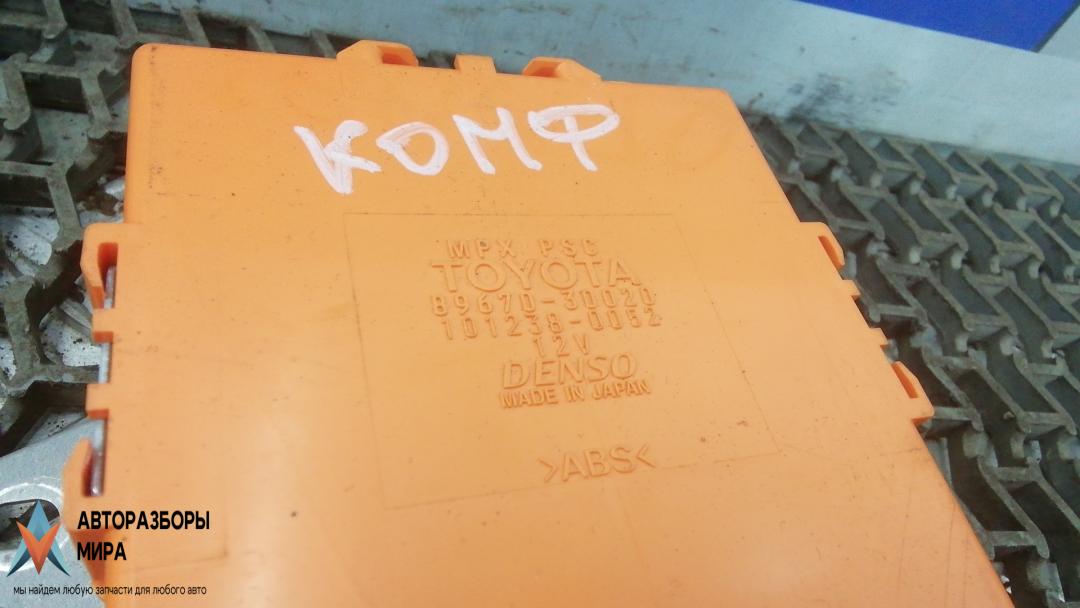 КОМФ
MPX PSC
TOYOTA
89670-30020
101238-0052
12V
DENSO
MADE IN JAPAN
>ABS<
АВТОРАЗБОРЫ
МИРА
мы найдем любую запчасти для любого авто